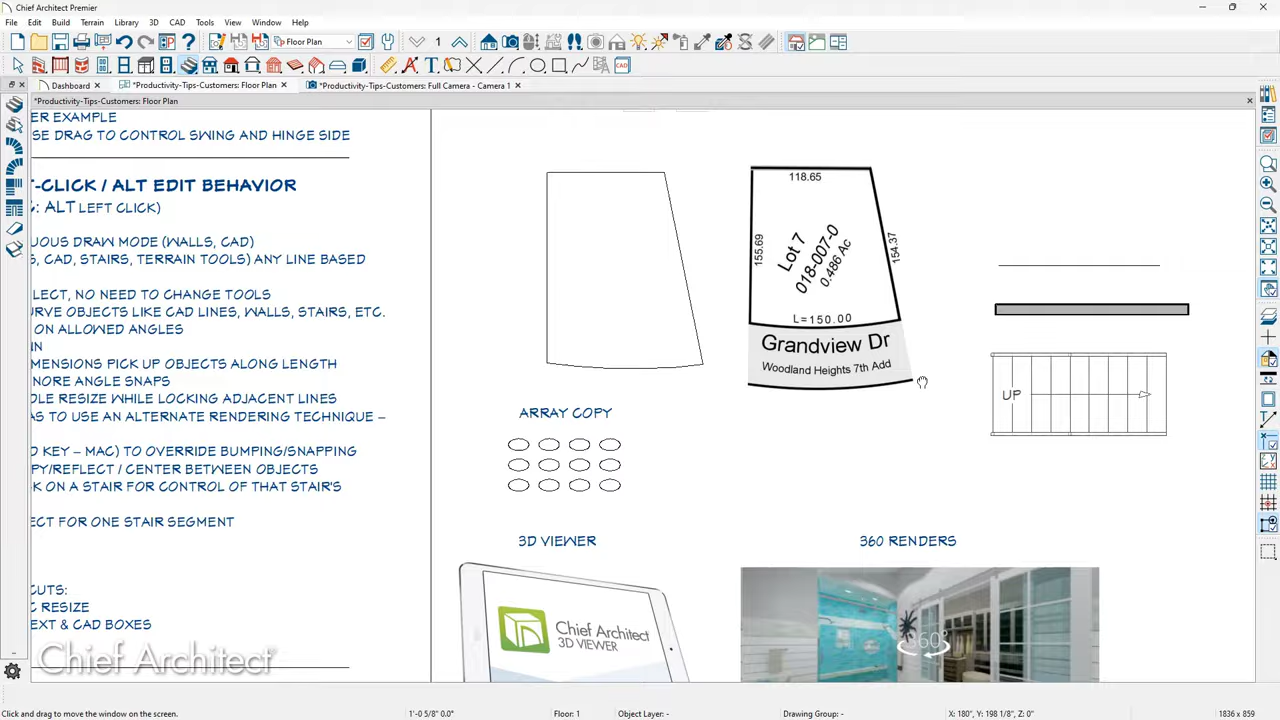 Chief Architect Premier
File Edit Build Terrain Library 3D CAD Tools View Window Help
Floor Plan 1
Dashboard *Productivity-Tips-Customers: Floor Plan *Productivity-Tips-Customers: Full Camera - Camera 1
*Productivity-Tips-Customers: Floor Plan
ER EXAMPLE
SE DRAG TO CONTROL SWING AND HINGE SIDE
T-CLICK / ALT EDIT BEHAVIOR
C: ALT LEFT CLICK)
UOUS DRAW MODE (WALLS, CAD)
S, CAD, STAIRS, TERRAIN TOOLS) ANY LINE BASED
LECT, NO NEED TO CHANGE TOOLS
URVE OBJECTS LIKE CAD LINES, WALLS, STAIRS, ETC.
ON ALLOWED ANGLES
WN
MENSIONS PICK UP OBJECTS ALONG LENGTH
NORE ANGLE SNAPS
DLE RESIZE WHILE LOCKING ADJACENT LINES
AS TO USE AN ALTERNATE RENDERING TECHNIQUE –
D KEY – MAC) TO OVERRIDE BUMPING/SNAPPING
PY/REFLECT / CENTER BETWEEN OBJECTS
K ON A STAIR FOR CONTROL OF THAT STAIR'S
ECT FOR ONE STAIR SEGMENT
CUTS:
C RESIZE
EXT & CAD BOXES
Chief Architect
118.65
155.69
Lot 7
018-007-0
0.486 Ac
154.37
L=150.00
Grandview Dr
Woodland Heights 7th Add
UP
ARRAY COPY
3D VIEWER
360 RENDERS
Chief Architect
3D VIEWER
360°
Click and drag to move the window on the screen. 1'-0 5/8" 0.0° Floor: 1 Object Layer: - Drawing Group: - X: 180", Y: 198 1/8", Z: 0" 1836 x 859